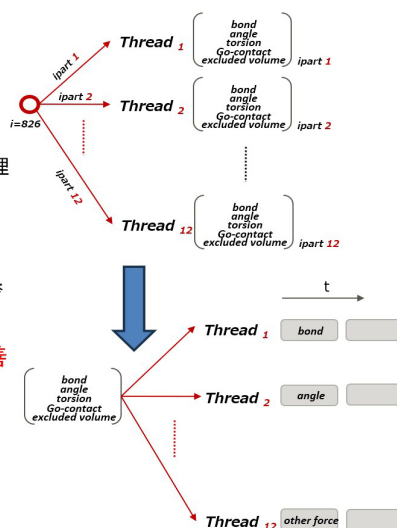 bond
angle
torsion
Go-contact
excluded volume
Thread 1
ipart 1
ipart 1
i=826
ipart 2
Thread 2
bond
angle
torsion
Go-contact
excluded volume
ipart 2
理
ipart 12
Thread 12
bond
angle
torsion
Go-contact
excluded volume
ipart 12
t
Thread 1
bond
bond
angle
torsion
Go-contact
excluded volume
Thread 2
angle
Thread 12
other force